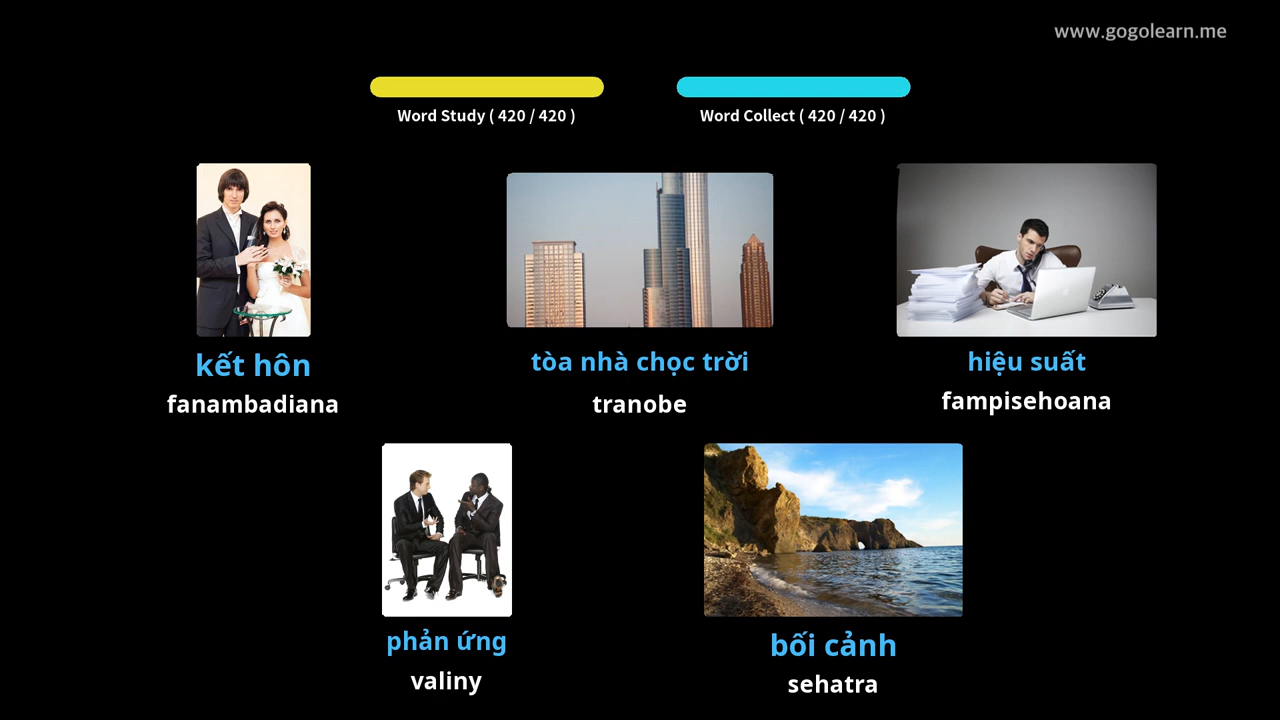 www.gogolearn.me
Word Study ( 420 / 420 )
Word Collect ( 420 / 420 )
kết hôn
fanambadiana
tòa nhà chọc trời
tranobe
hiệu suất
fampisehoana
phản ứng
valiny
bối cảnh
sehatra